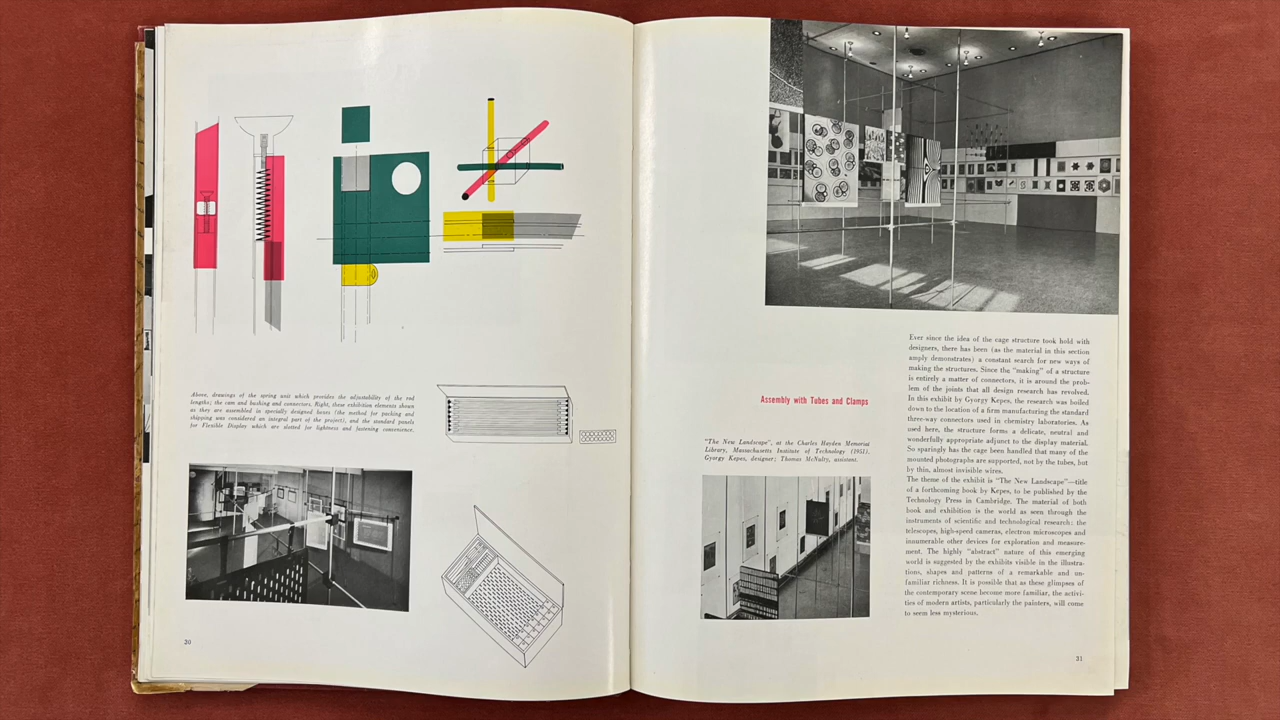 Above, drawings of the spring unit which provides the adjustability of the rod
lengths; the cam and bushing and connectors. Right, these exhibition elements shown
as they are assembled in specially designed boxes (the method for packing and
shipping was considered an integral part of the project), and the standard panels
for Flexible Display which are slotted for lightness and fastening convenience.
30
Assembly with Tubes and Clamps
"The New Landscape", at the Charles Hayden Memorial
Library, Massachusetts Institute of Technology (1951).
Gyorgy Kepes, designer; Thomas McNulty, assistant.
Ever since the idea of the cage structure took hold with
designers, there has been (as the material in this section
amply demonstrates) a constant search for new ways of
making the structures. Since the "making" of a structure
is entirely a matter of connectors, it is around the prob-
lem of the joints that all design research has revolved.
In this exhibit by Gyorgy Kepes, the research was boiled
down to the location of a firm manufacturing the standard
three-way connectors used in chemistry laboratories. As
used here, the structure forms a delicate, neutral and
wonderfully appropriate adjunct to the display material.
So sparingly has the cage been handled that many of the
mounted photographs are supported, not by the tubes, but
by thin, almost invisible wires.
The theme of the exhibit is "The New Landscape"—title
of a forthcoming book by Kepes, to be published by the
Technology Press in Cambridge. The material of both
book and exhibition is the world as seen through the
instruments of scientific and technological research: the
telescopes, high-speed cameras, electron microscopes and
innumerable other devices for exploration and measure-
ment. The highly "abstract" nature of this emerging
world is suggested by the exhibits visible in the illustra-
tions, shapes and patterns of a remarkable and un-
familiar richness. It is possible that as these glimpses of
the contemporary scene become more familiar, the activi-
ties of modern artists, particularly the painters, will come
to seem less mysterious.
31